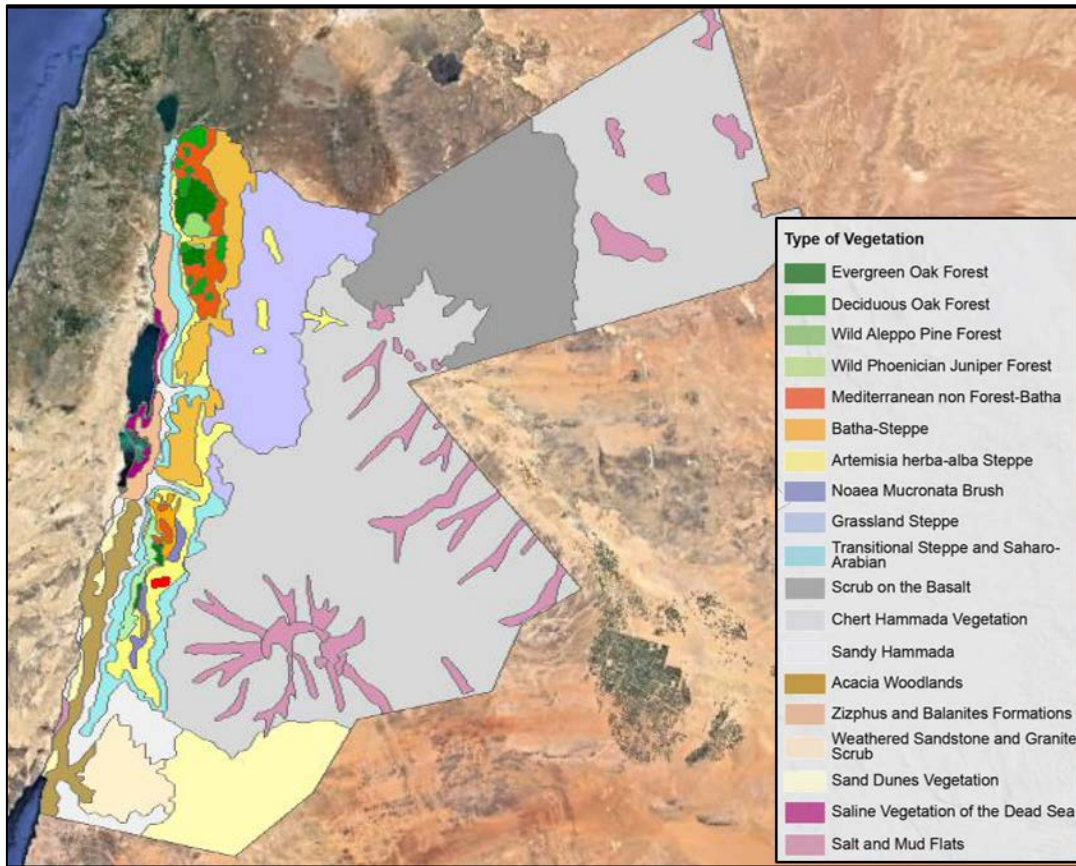 Type of Vegetation
Evergreen Oak Forest
Deciduous Oak Forest
Wild Aleppo Pine Forest
Wild Phoenician Juniper Forest
Mediterranean non Forest-Batha
Batha-Steppe
Artemisia herba-alba Steppe
Noaea Mucronata Brush
Grassland Steppe
Transitional Steppe and Saharo-
Arabian
Scrub on the Basalt
Chert Hammada Vegetation
Sandy Hammada
Acacia Woodlands
Zizphus and Balanites Formations
Weathered Sandstone and Granite
Scrub
Sand Dunes Vegetation
Saline Vegetation of the Dead Sea
Salt and Mud Flats